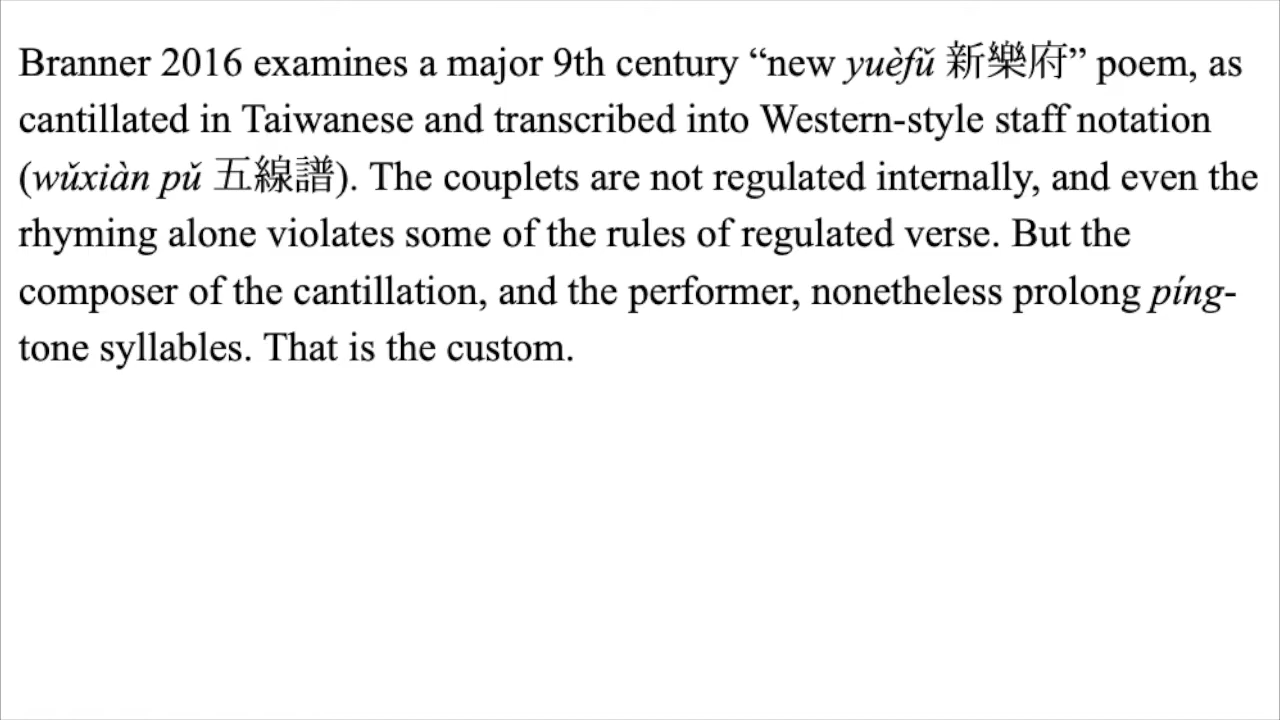 Branner 2016 examines a major 9th century “new yuèfǔ 新樂府” poem, as
cantillated in Taiwanese and transcribed into Western-style staff notation
(wǔxiàn pǔ 五線譜). The couplets are not regulated internally, and even the
rhyming alone violates some of the rules of regulated verse. But the
composer of the cantillation, and the performer, nonetheless prolong píng-
tone syllables. That is the custom.